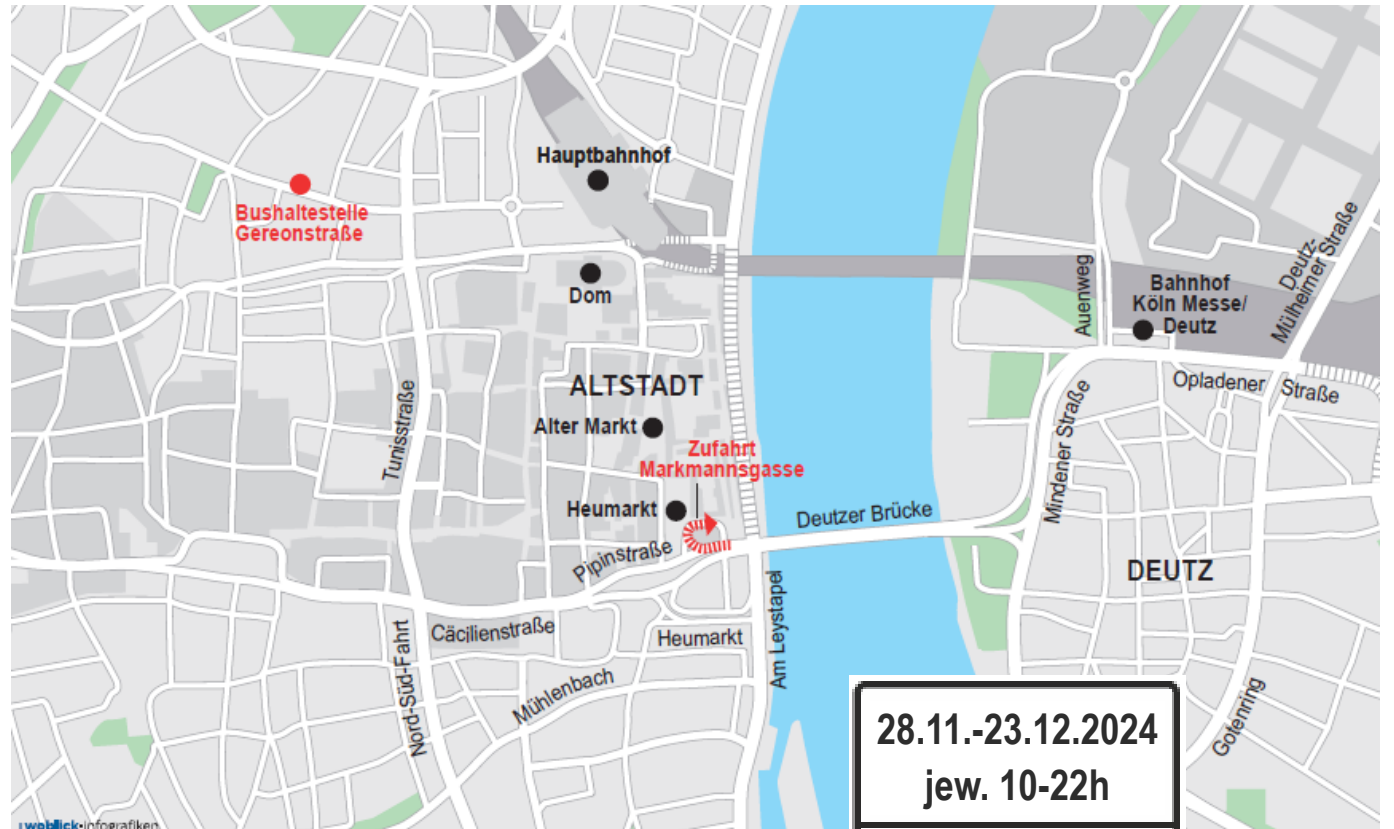 Hauptbahnhof
Bushaltestelle
Gereonstraße
Dom
Auenweg
Bahnhof
Köln Messe/
Deutz
Deutz-
Mülheimer Straße
ALTSTADT
Opladener Straße
Tunisstraße
Alter Markt
Zufahrt
Markmannsgasse
Mindener Straße
Heumarkt
Deutzer Brücke
Pipinstraße
DEUTZ
Cäcilienstraße
Heumarkt
Am Leystapel
Nord-Süd-Fahrt
Mühlenbach
Gotenring
28.11.-23.12.2024
jew. 10-22h
weblick-infografiken